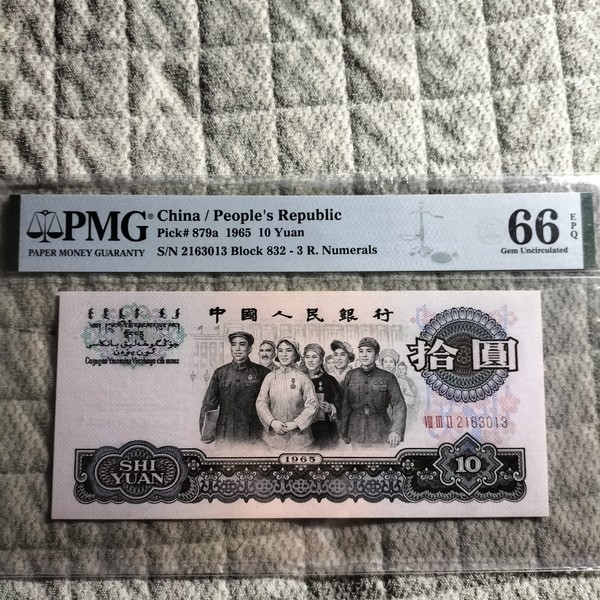 PMG
PAPER MONEY GUARANTY
China / People's Republic
Pick# 879a 1965 10 Yuan
S/N 2163013 Block 832 - 3 R. Numerals
66 EPQ
Gem Uncirculated
中國人民銀行
拾圓
VIII III II 2163013
1965
SHI
YUAN
10